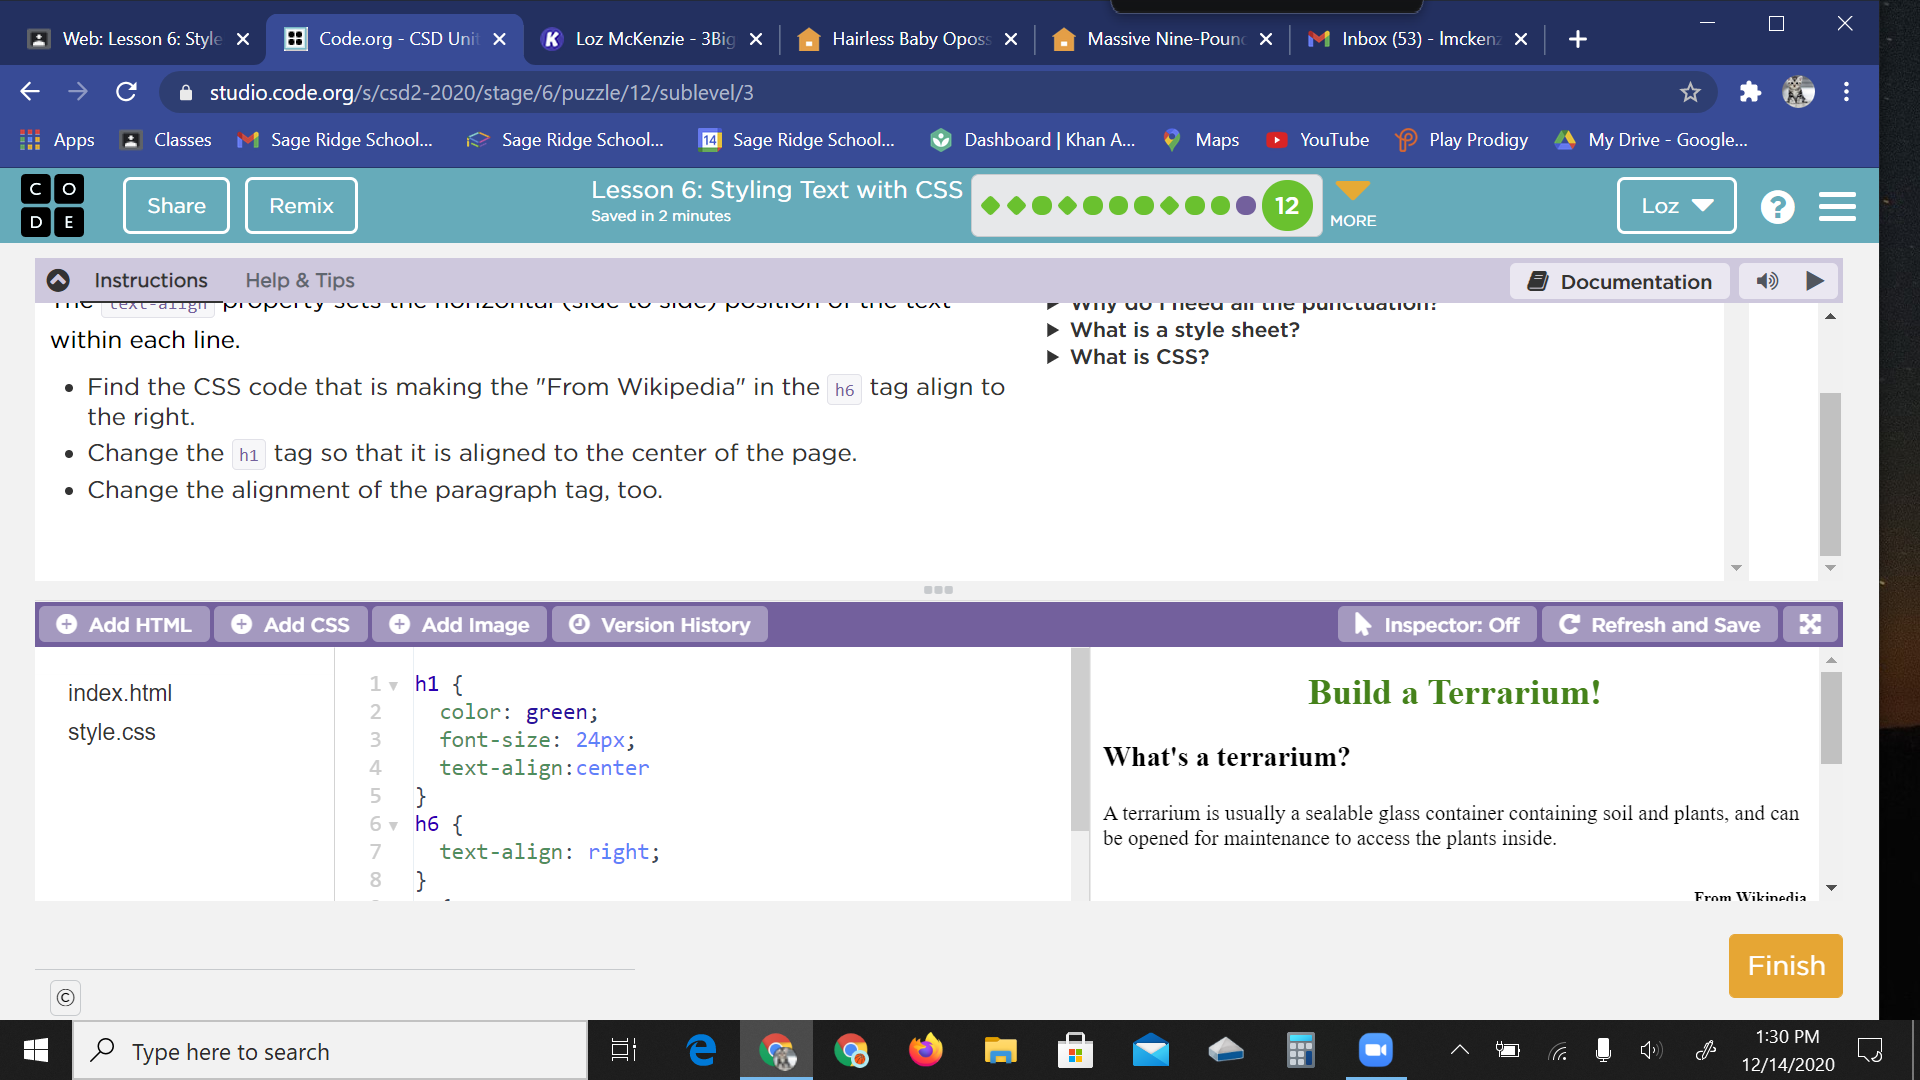 Web: Lesson 6: Style
Code.org - CSD Unit
Loz McKenzie - 3Big
Hairless Baby Oposs
Massive Nine-Pound
Inbox (53) - lmckenz
studio.code.org/s/csd2-2020/stage/6/puzzle/12/sublevel/3
Apps
Classes
Sage Ridge School...
Sage Ridge School...
14
Sage Ridge School...
Dashboard | Khan A...
Maps
YouTube
Play Prodigy
My Drive - Google...
C O
D E
Share
Remix
Lesson 6: Styling Text with CSS
Saved in 2 minutes
12
MORE
Loz
?
Instructions
Help & Tips
Documentation
The text-align property sets the horizontal (side to side) position of the text
within each line.
• Find the CSS code that is making the "From Wikipedia" in the h6 tag align to
the right.
• Change the h1 tag so that it is aligned to the center of the page.
• Change the alignment of the paragraph tag, too.
Why do I need all the punctuation?
What is a style sheet?
What is CSS?
Add HTML
Add CSS
Add Image
Version History
Inspector: Off
Refresh and Save
index.html
style.css
1 h1 {
2 color: green;
3 font-size: 24px;
4 text-align:center
5 }
6 h6 {
7 text-align: right;
8 }
Build a Terrarium!
What's a terrarium?
A terrarium is usually a sealable glass container containing soil and plants, and can
be opened for maintenance to access the plants inside.
From Wikipedia
Finish
©
Type here to search
1:30 PM
12/14/2020